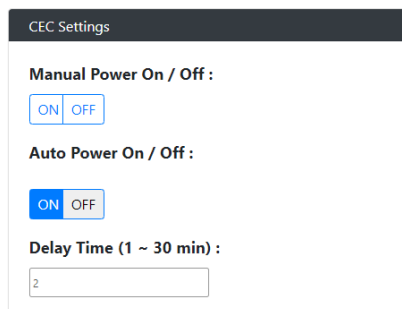 CEC Settings
Manual Power On / Off :
ON OFF
Auto Power On / Off :
ON OFF
Delay Time (1 ~ 30 min) :
2